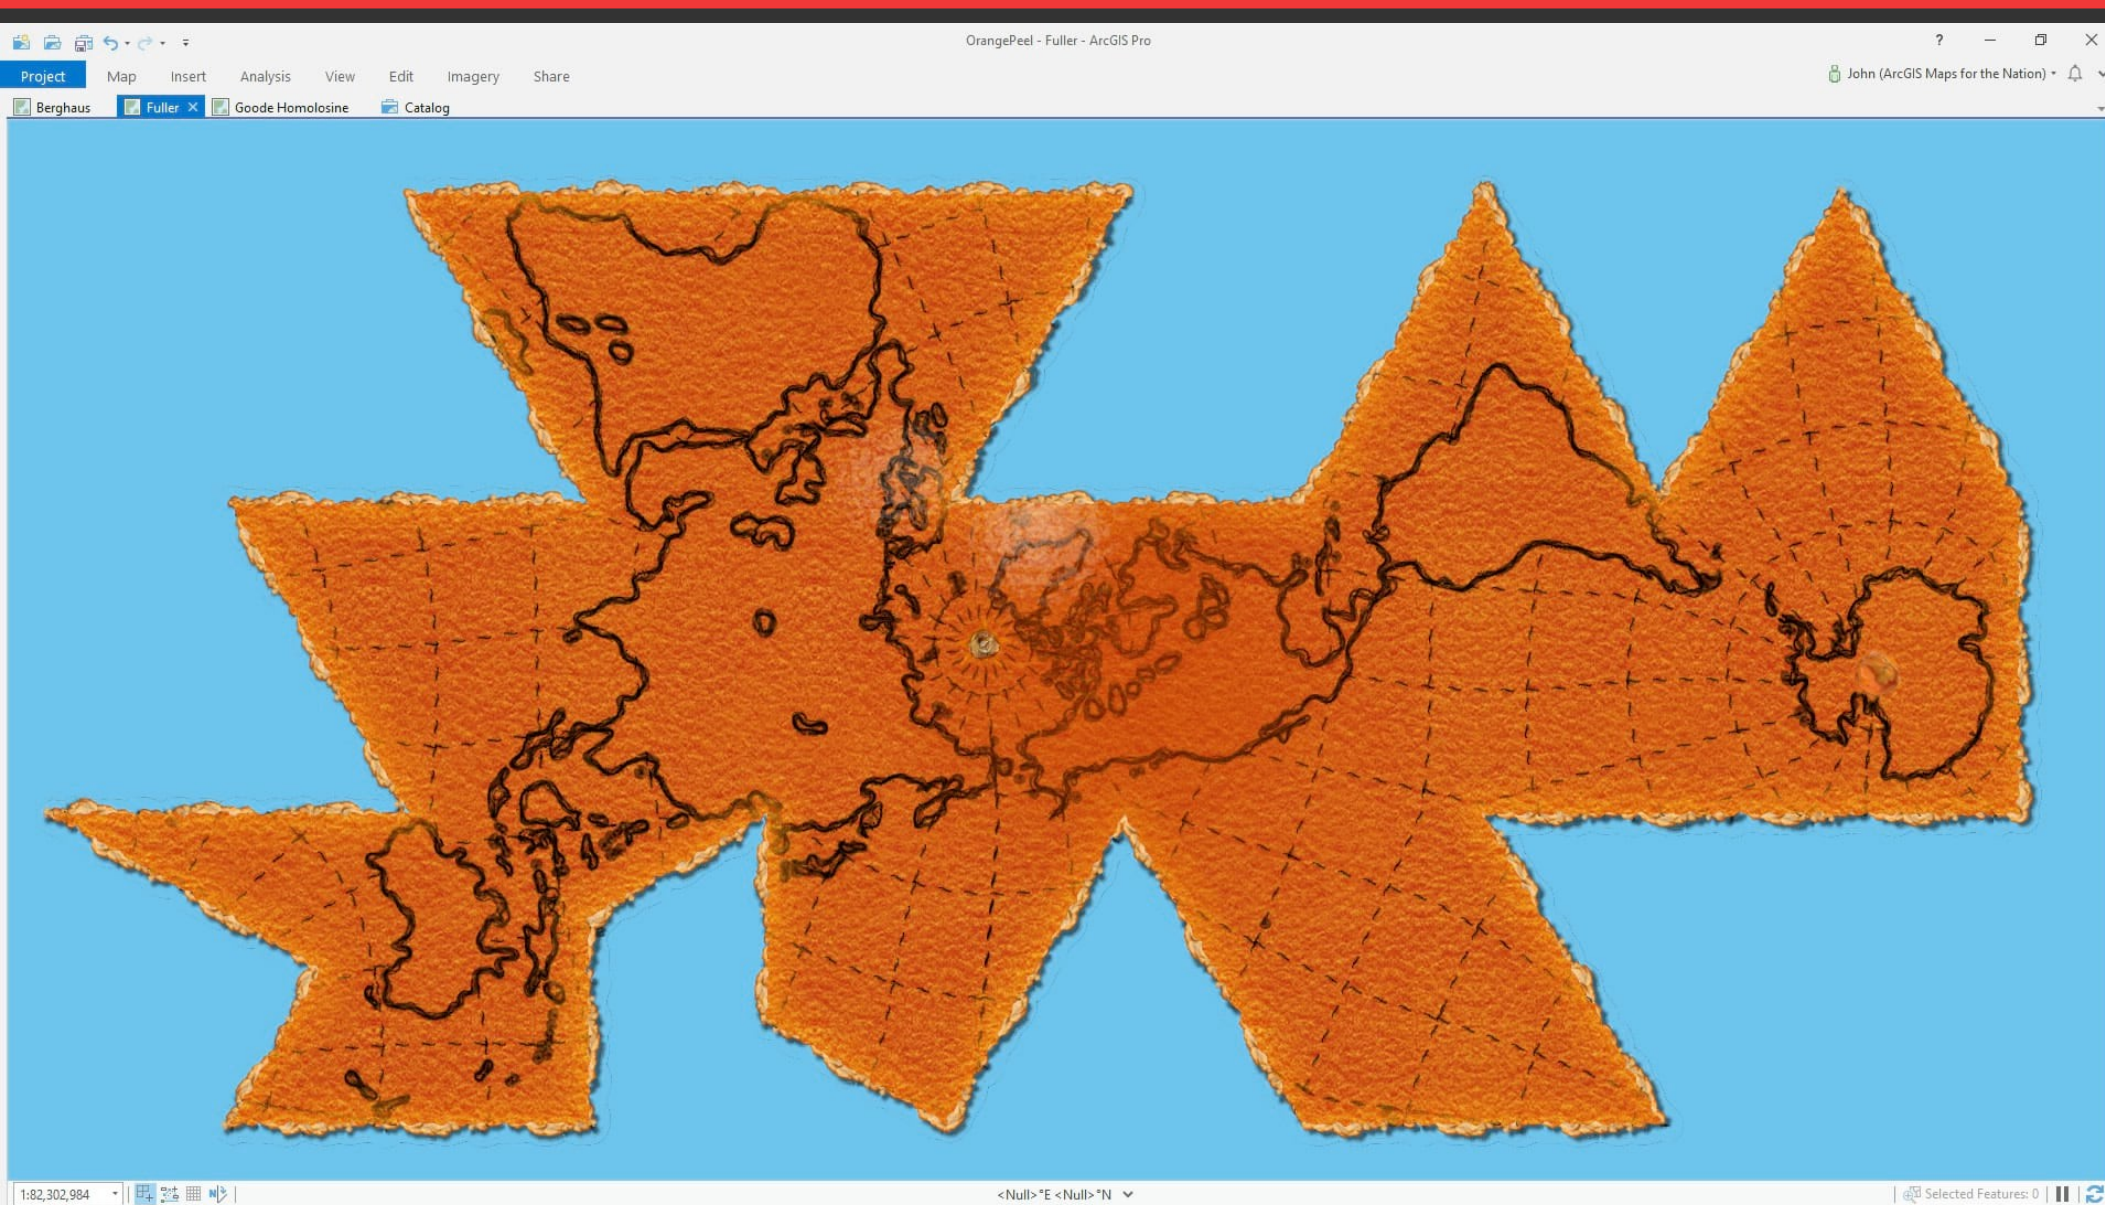 OrangePeel - Fuller - ArcGIS Pro
?
Project Map Insert Analysis View Edit Imagery Share
John (ArcGIS Maps for the Nation)
Berghaus Fuller Goode Homolosine Catalog
1:82,302,984
<Null>°E <Null>°N
Selected Features: 0